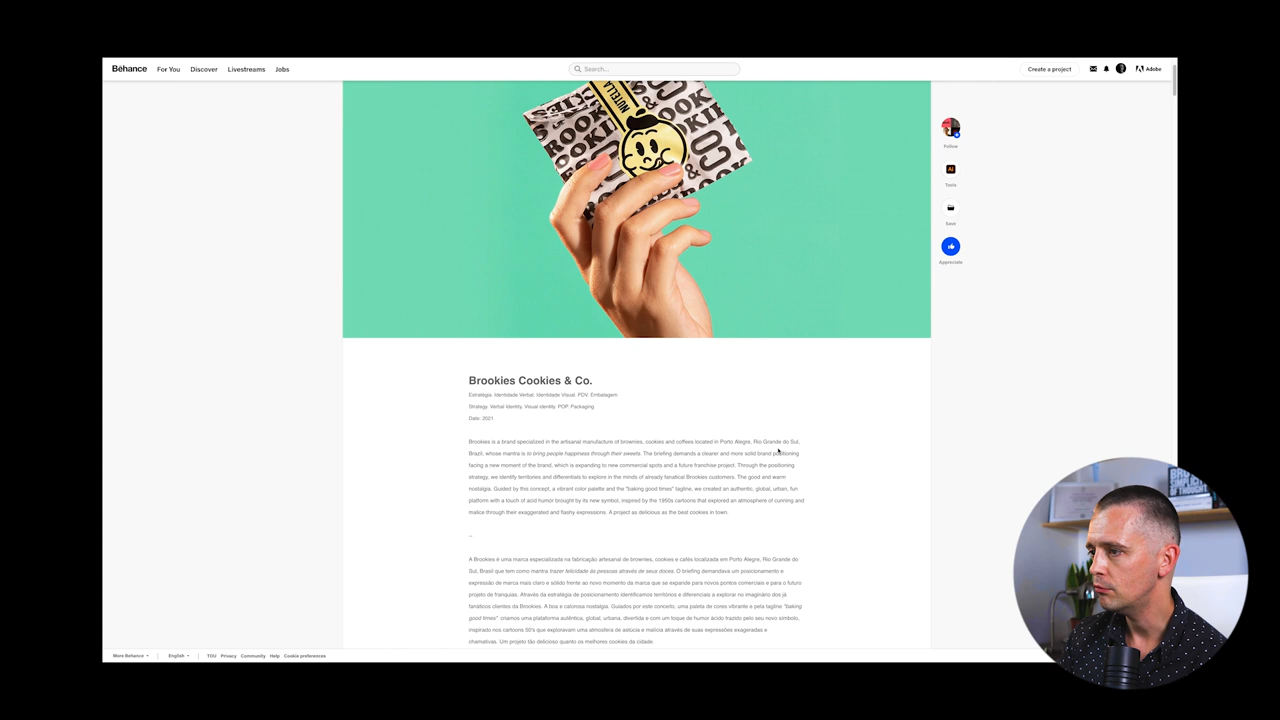 Bēhance For You Discover Livestreams Jobs Search... Create a project Adobe
NUTELLA
COOKIES
& CO
Follow
Ai
Tools
Save
Appreciate
Brookies Cookies & Co.
Estratégia. Identidade Verbal. Identidade Visual. PDV. Embalagem
Strategy. Verbal Identity. Visual identity. POP. Packaging
Date: 2021
Brookies is a brand specialized in the artisanal manufacture of brownies, cookies and coffees located in Porto Alegre, Rio Grande do Sul,
Brazil, whose mantra is to bring people happiness through their sweets. The briefing demands a clearer and more solid brand positioning
facing a new moment of the brand, which is expanding to new commercial spots and a future franchise project. Through the positioning
strategy, we identify territories and differentials to explore in the minds of already fanatical Brookies customers. The good and warm
nostalgia. Guided by this concept, a vibrant color palette and the "baking good times" tagline, we created an authentic, global, urban, fun
platform with a touch of acid humor brought by its new symbol, inspired by the 1950s cartoons that explored an atmosphere of cunning and
malice through their exaggerated and flashy expressions. A project as delicious as the best cookies in town.
_
A Brookies é uma marca especializada na fabricação artesanal de brownies, cookies e cafés localizada em Porto Alegre, Rio Grande do
Sul, Brasil que tem como mantra trazer felicidade às pessoas através de seus doces. O briefing demandava um posicionamento e
expressão de marca mais claro e sólido frente ao novo momento da marca que se expande para novos pontos comerciais e para o futuro
projeto de franquias. Através da estratégia de posicionamento identificamos territórios e diferenciais a explorar no imaginário dos já
fanáticos clientes da Brookies. A boa e calorosa nostalgia. Guiados por este conceito, uma paleta de cores vibrante e pela tagline "baking
good times" criamos uma plataforma autêntica, global, urbana, divertida e com um toque de humor ácido trazido pelo seu novo símbolo,
inspirado nos cartoons 50's que exploravam uma atmosfera de astúcia e malícia através de suas expressões exageradas e
chamativas. Um projeto tão delicioso quanto os melhores cookies da cidade.
More Behance English TOU Privacy Community Help Cookie preferences